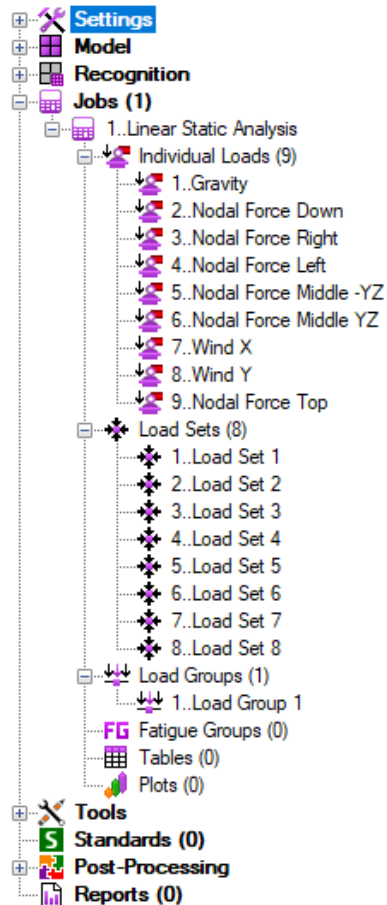 Settings
Model
Recognition
Jobs (1)
1..Linear Static Analysis
Individual Loads (9)
1..Gravity
2..Nodal Force Down
3..Nodal Force Right
4..Nodal Force Left
5..Nodal Force Middle -YZ
6..Nodal Force Middle YZ
7..Wind X
8..Wind Y
9..Nodal Force Top
Load Sets (8)
1..Load Set 1
2..Load Set 2
3..Load Set 3
4..Load Set 4
5..Load Set 5
6..Load Set 6
7..Load Set 7
8..Load Set 8
Load Groups (1)
1..Load Group 1
FG Fatigue Groups (0)
Tables (0)
Plots (0)
Tools
S Standards (0)
Post-Processing
Reports (0)